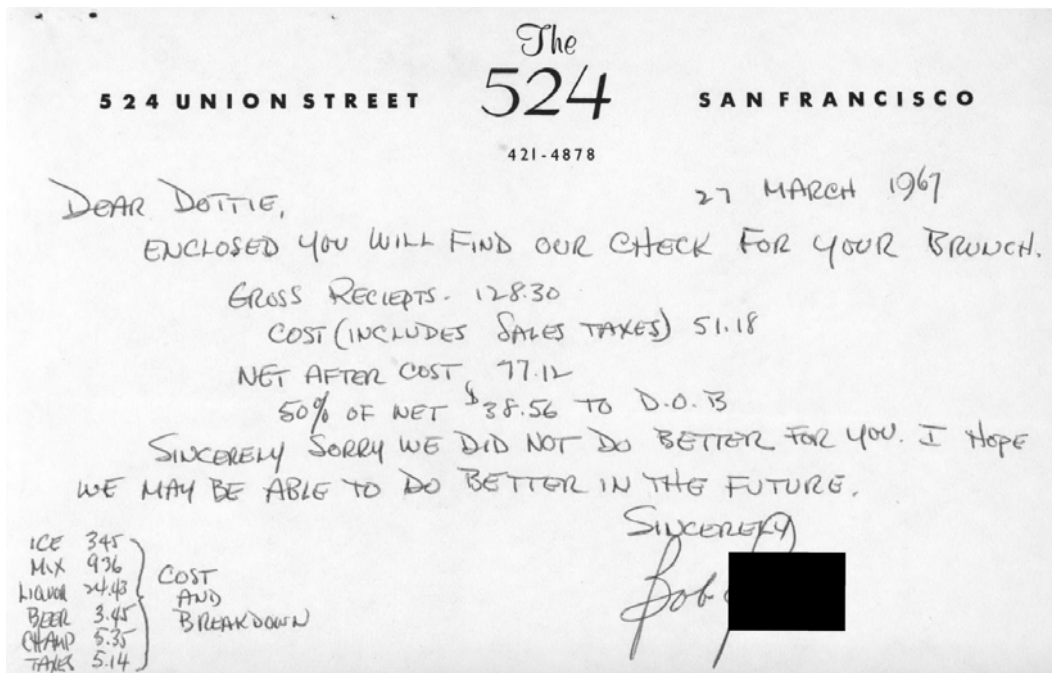 The
524
524 UNION STREET
SAN FRANCISCO
421-4878
27 MARCH 1967
DEAR DOTTIE,
ENCLOSED YOU WILL FIND OUR CHECK FOR YOUR BRUNCH.
GROSS RECIEPTS. 128.30
COST (INCLUDES SALES TAXES) 51.18
NET AFTER COST 77.12
50% OF NET $38.56 TO D.O.B
SINCERELY SORRY WE DID NOT DO BETTER FOR YOU. I HOPE
WE MAY BE ABLE TO DO BETTER IN THE FUTURE.
SINCERELY
Bob
ICE 345
MIX 936
LIQUOR 24.43
BEER 3.45
CHAMP 5.35
TAXES 5.14
COST
AND
BREAKDOWN